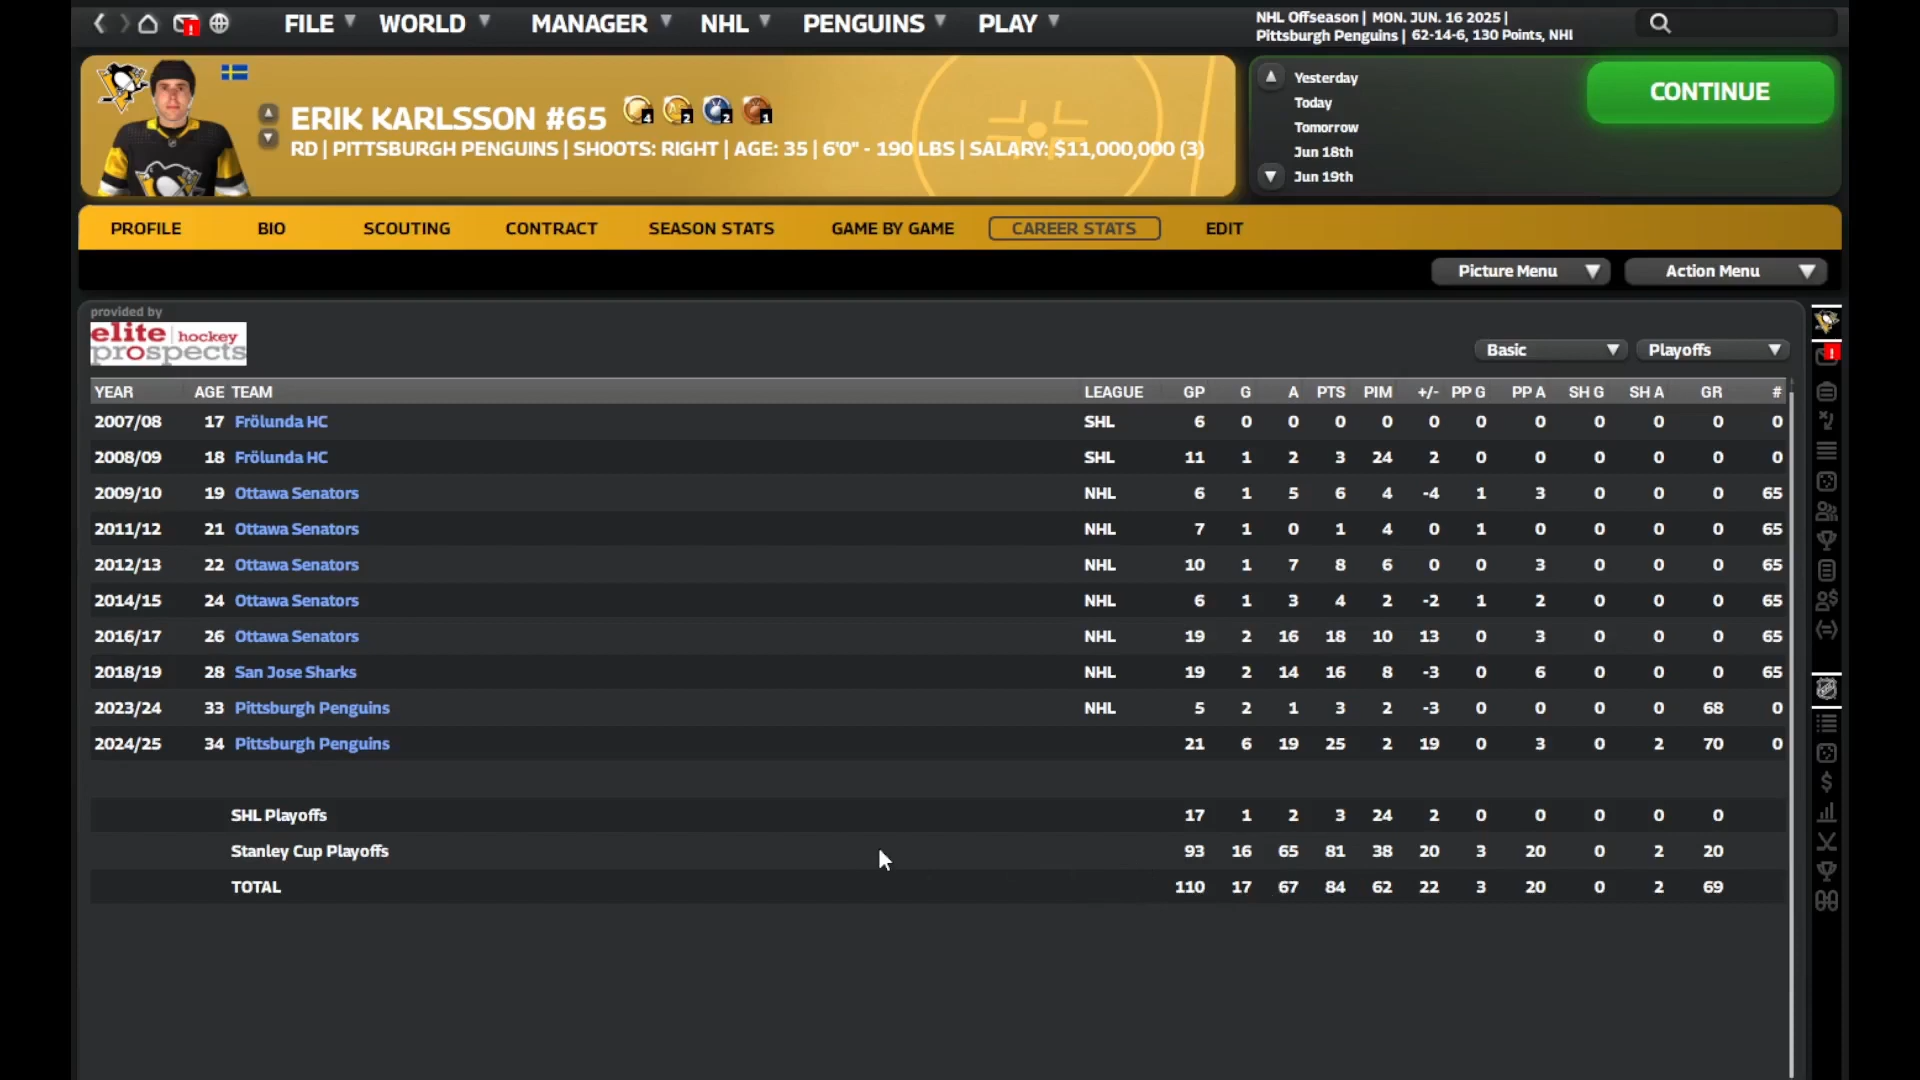 FILE WORLD MANAGER NHL PENGUINS PLAY
NHL Offseason | MON. JUN. 16 2025 |
Pittsburgh Penguins | 62-14-6, 130 Points, NHI
ERIK KARLSSON #65 4 2 2 1
RD | PITTSBURGH PENGUINS | SHOOTS: RIGHT | AGE: 35 | 6'0" - 190 LBS | SALARY: $11,000,000 (3)
Yesterday
Today
Tomorrow
Jun 18th
Jun 19th
CONTINUE
PROFILE BIO SCOUTING CONTRACT SEASON STATS GAME BY GAME CAREER STATS EDIT
Picture Menu Action Menu
provided by
elite hockey
prospects
Basic Playoffs
YEAR AGE TEAM LEAGUE GP G A PTS PIM +/- PP G PP A SH G SH A GR #
2007/08 17 Frölunda HC SHL 6 0 0 0 0 0 0 0 0 0 0 0
2008/09 18 Frölunda HC SHL 11 1 2 3 24 2 0 0 0 0 0 0
2009/10 19 Ottawa Senators NHL 6 1 5 6 4 -4 1 3 0 0 0 65
2011/12 21 Ottawa Senators NHL 7 1 0 1 4 0 1 0 0 0 0 65
2012/13 22 Ottawa Senators NHL 10 1 7 8 6 0 0 3 0 0 0 65
2014/15 24 Ottawa Senators NHL 6 1 3 4 2 -2 1 2 0 0 0 65
2016/17 26 Ottawa Senators NHL 19 2 16 18 10 13 0 3 0 0 0 65
2018/19 28 San Jose Sharks NHL 19 2 14 16 8 -3 0 6 0 0 0 65
2023/24 33 Pittsburgh Penguins NHL 5 2 1 3 2 -3 0 0 0 0 68 0
2024/25 34 Pittsburgh Penguins 21 6 19 25 2 19 0 3 0 2 70 0
SHL Playoffs 17 1 2 3 24 2 0 0 0 0 0
Stanley Cup Playoffs 93 16 65 81 38 20 3 20 0 2 20
TOTAL 110 17 67 84 62 22 3 20 0 2 69